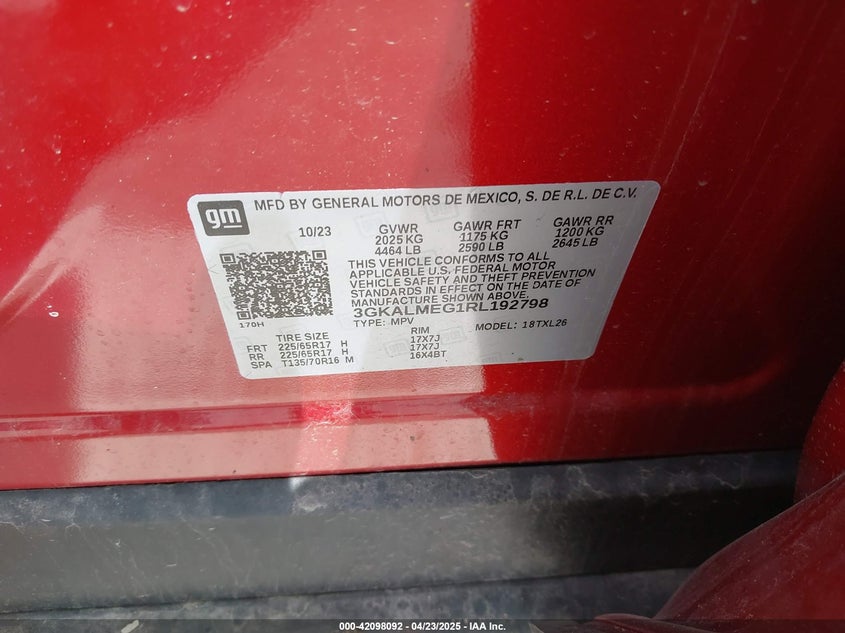 gm
MFD BY GENERAL MOTORS DE MEXICO, S. DE R.L. DE C.V.
10/23
GVWR GAWR FRT GAWR RR
2025 KG 1175 KG 1200 KG
4464 LB 2590 LB 2645 LB
THIS VEHICLE CONFORMS TO ALL
APPLICABLE U.S. FEDERAL MOTOR
VEHICLE SAFETY AND THEFT PREVENTION
STANDARDS IN EFFECT ON THE DATE OF
MANUFACTURE SHOWN ABOVE.
3GKALMEG1RL192798
170H
TYPE: MPV MODEL: 18TXL26
TIRE SIZE RIM
FRT 225/65R17 H 17X7J
RR 225/65R17 H 17X7J
SPA T135/70R16 M 16X4BT
000-42098092 - 04/23/2025 - IAA Inc.